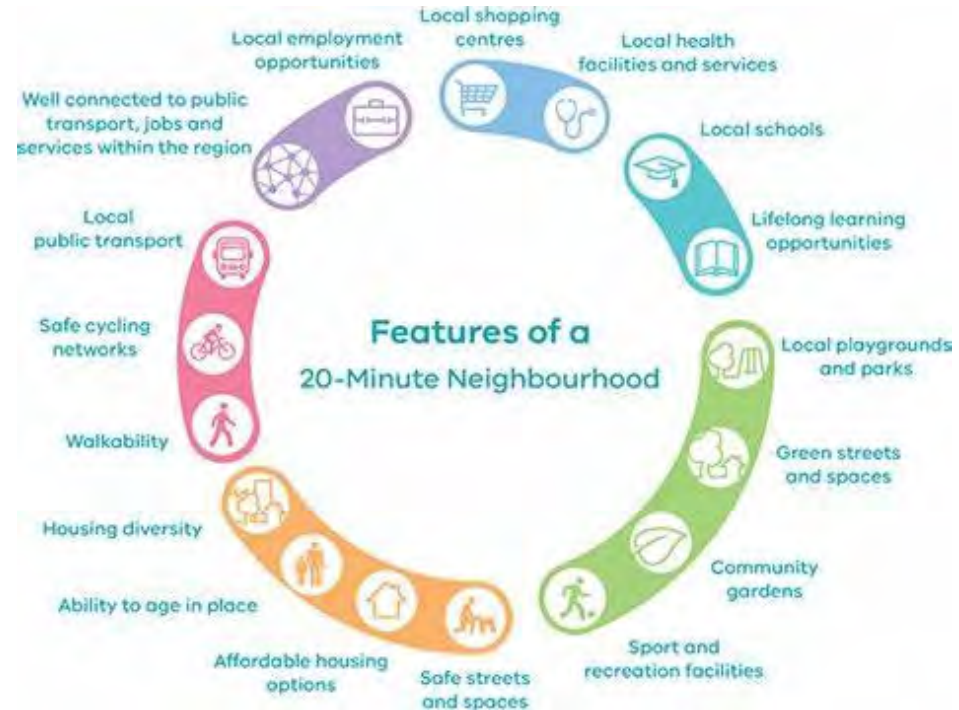 Features of a
20-Minute Neighbourhood
Local shopping
centres
Local health
facilities and services
Local schools
Lifelong learning
opportunities
Local playgrounds
and parks
Green streets
and spaces
Community
gardens
Sport and
recreation facilities
Safe streets
and spaces
Affordable housing
options
Ability to age in place
Housing diversity
Walkability
Safe cycling
networks
Local
public transport
Well connected to public
transport, jobs and
services within the region
Local employment
opportunities